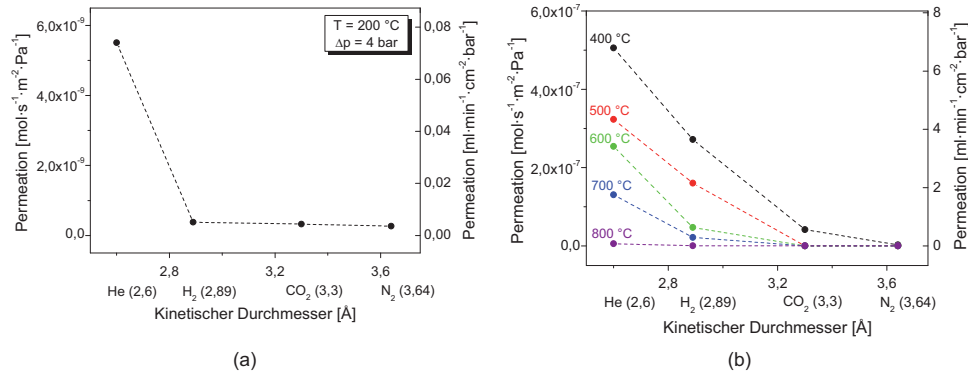 (a)
T = 200 °C
Δp = 4 bar
Permeation [mol·s⁻¹·m⁻²·Pa⁻¹]
6,0x10⁻⁹
4,0x10⁻⁹
2,0x10⁻⁹
0,0
0,08
0,06
0,04
0,02
0,00
Permeation [ml·min⁻¹·cm⁻²·bar⁻¹]
2,8 3,2 3,6
He (2,6) H₂ (2,89) CO₂ (3,3) N₂ (3,64)
Kinetischer Durchmesser [Å]
(a)
(b)
Permeation [mol·s⁻¹·m⁻²·Pa⁻¹]
6,0x10⁻⁷
4,0x10⁻⁷
2,0x10⁻⁷
0,0
400 °C
500 °C
600 °C
700 °C
800 °C
8
6
4
2
0
Permeation [ml·min⁻¹·cm⁻²·bar⁻¹]
2,8 3,2 3,6
He (2,6) H₂ (2,89) CO₂ (3,3) N₂ (3,64)
Kinetischer Durchmesser [Å]
(b)